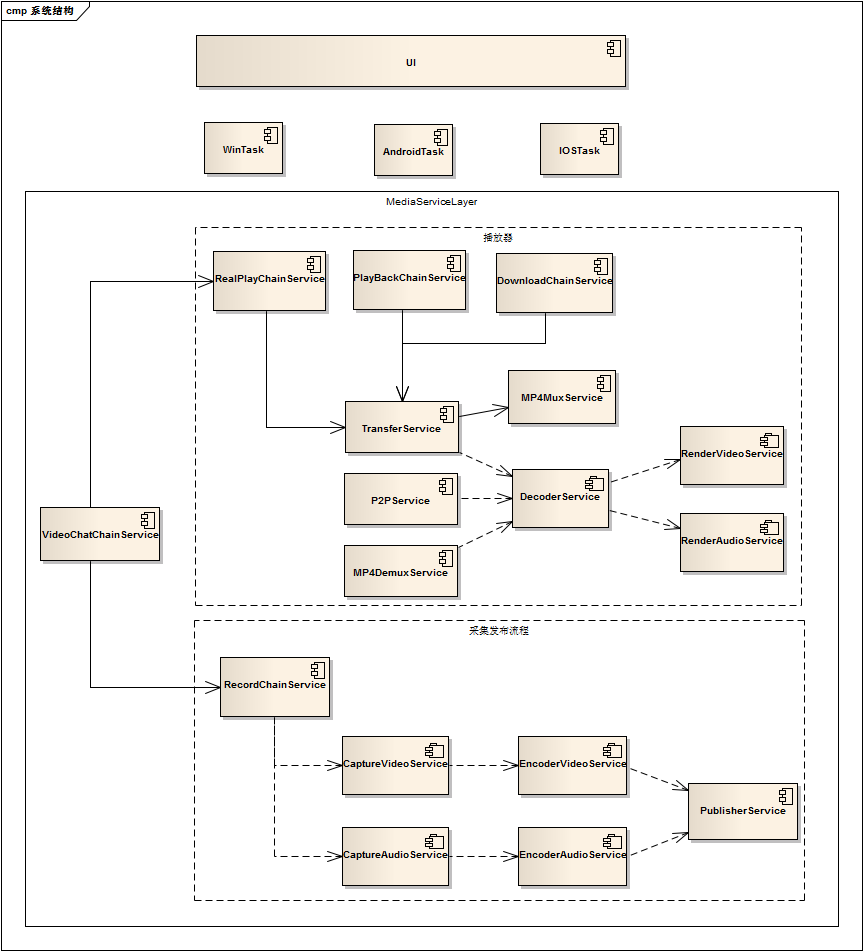 cmp 系统结构
UI
WinTask
AndroidTask
IOSTask
MediaServiceLayer
播放器
RealPlayChainService
PlayBackChainService
DownloadChainService
MP4MuxService
TransferService
RenderVideoService
DecoderService
P2PService
VideoChatChainService
RenderAudioService
MP4DemuxService
采集发布流程
RecordChainService
CaptureVideoService
EncoderVideoService
PublisherService
CaptureAudioService
EncoderAudioService